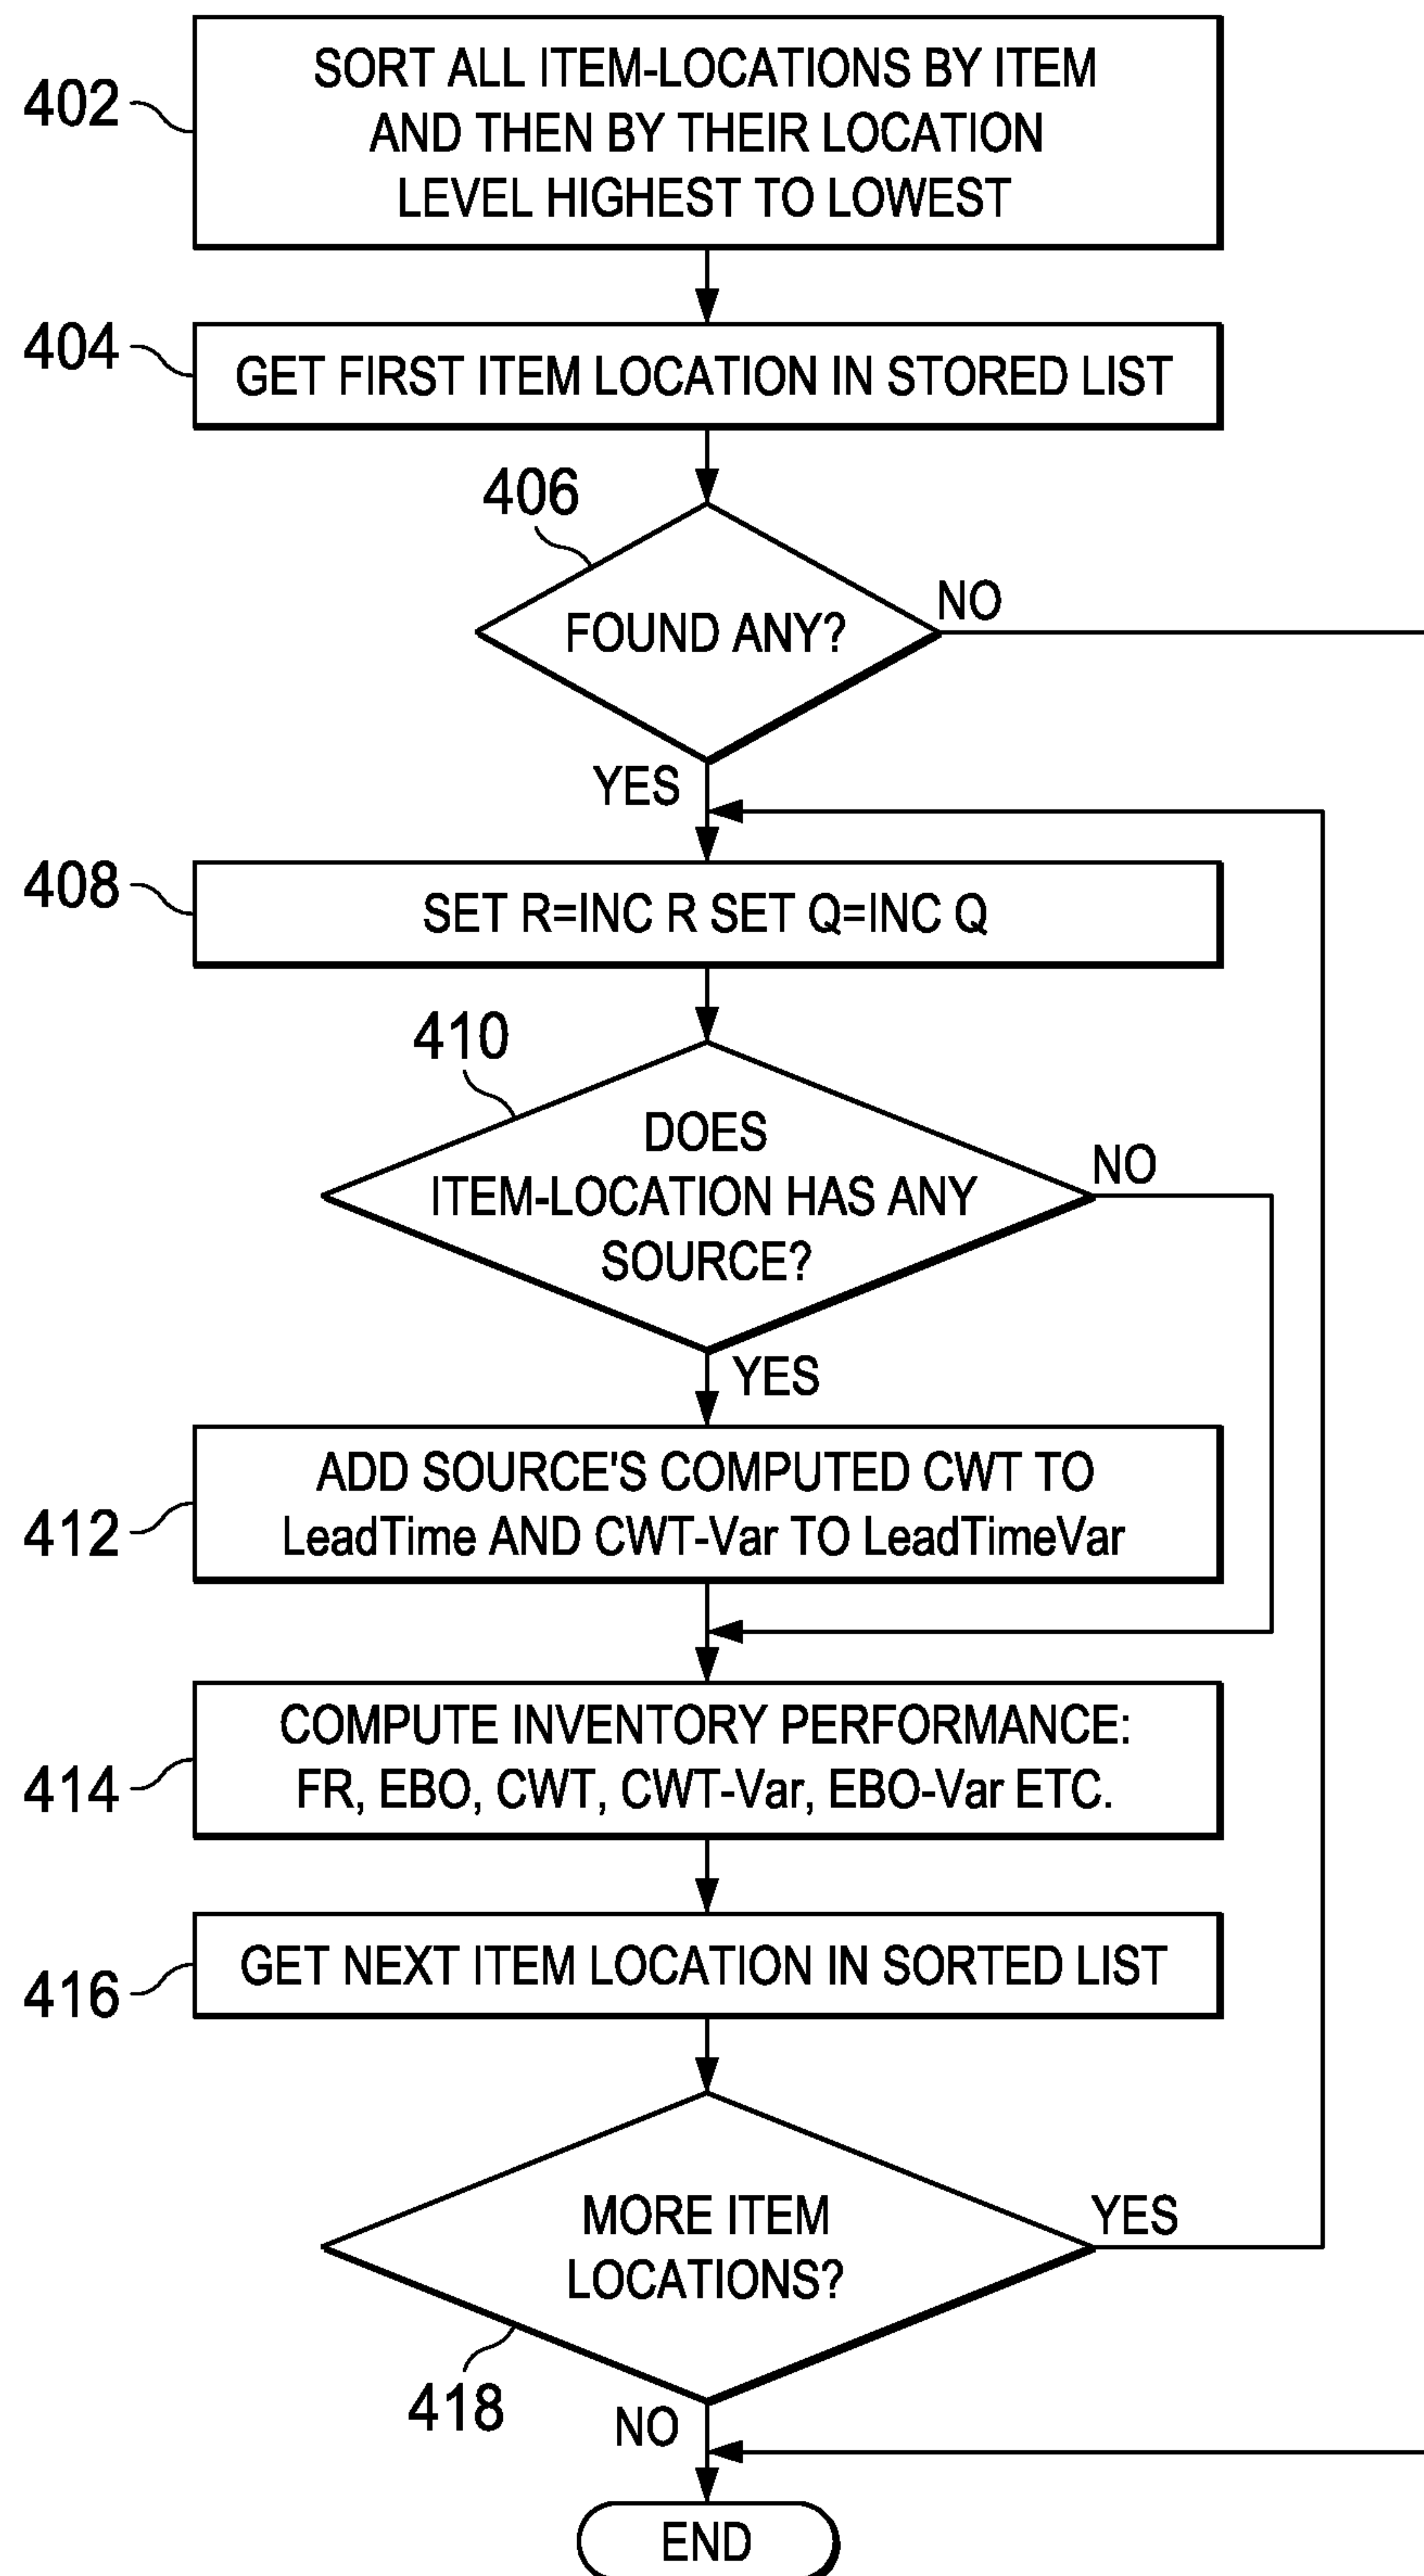 402
SORT ALL ITEM-LOCATIONS BY ITEM
AND THEN BY THEIR LOCATION
LEVEL HIGHEST TO LOWEST
404
GET FIRST ITEM LOCATION IN STORED LIST
406
FOUND ANY?
NO
YES
408
SET R=INC R SET Q=INC Q
410
DOES
ITEM-LOCATION HAS ANY
SOURCE?
NO
YES
412
ADD SOURCE'S COMPUTED CWT TO
LeadTime AND CWT-Var TO LeadTimeVar
414
COMPUTE INVENTORY PERFORMANCE:
FR, EBO, CWT, CWT-Var, EBO-Var ETC.
416
GET NEXT ITEM LOCATION IN SORTED LIST
MORE ITEM
LOCATIONS?
YES
418
NO
END